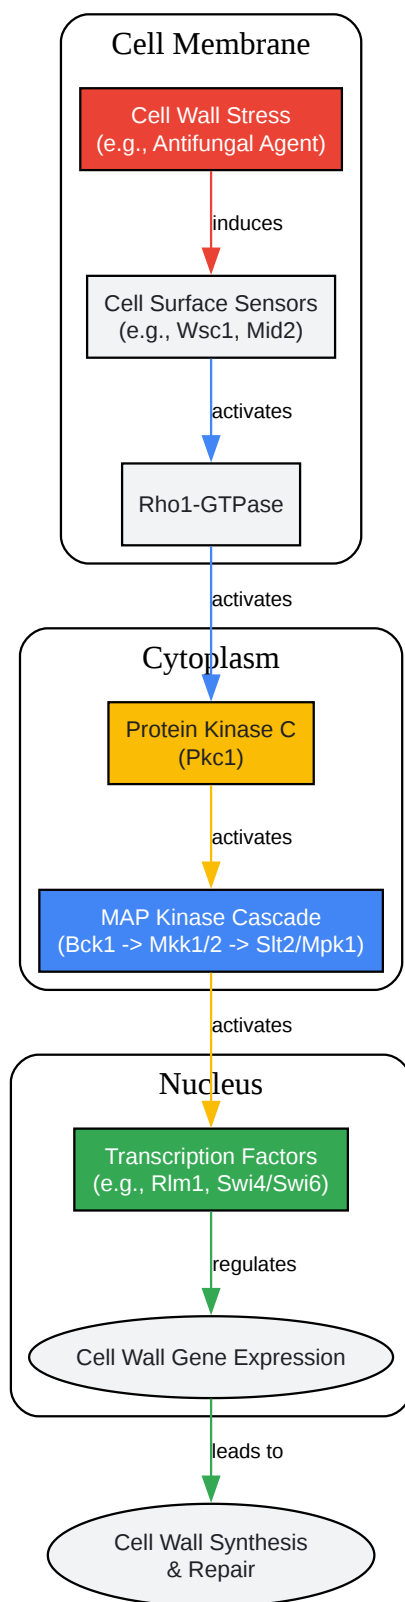 Cell Membrane
Cell Wall Stress
(e.g., Antifungal Agent)
induces
Cell Surface Sensors
(e.g., Wsc1, Mid2)
activates
Rho1-GTPase
activates
Cytoplasm
Protein Kinase C
(Pkc1)
activates
MAP Kinase Cascade
(Bck1 -> Mkk1/2 -> Slt2/Mpk1)
activates
Nucleus
Transcription Factors
(e.g., Rlm1, Swi4/Swi6)
regulates
Cell Wall Gene Expression
leads to
Cell Wall Synthesis
& Repair